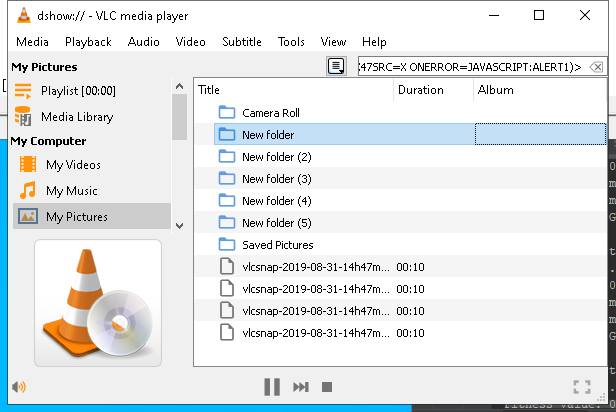 dshow:// - VLC media player
Media Playback Audio Video Subtitle Tools View Help
My Pictures
47SRC=X ONERROR=JAVASCRIPT:ALERT1)>
Playlist [00:00]
Title Duration Album
Media Library
Camera Roll
My Computer
New folder
My Videos
New folder (2)
My Music
New folder (3)
New folder (4)
My Pictures
New folder (5)
Saved Pictures
vlcsnap-2019-08-31-14h47m... 00:10
vlcsnap-2019-08-31-14h47m... 00:10
vlcsnap-2019-08-31-14h47m... 00:10
vlcsnap-2019-08-31-14h47m... 00:10